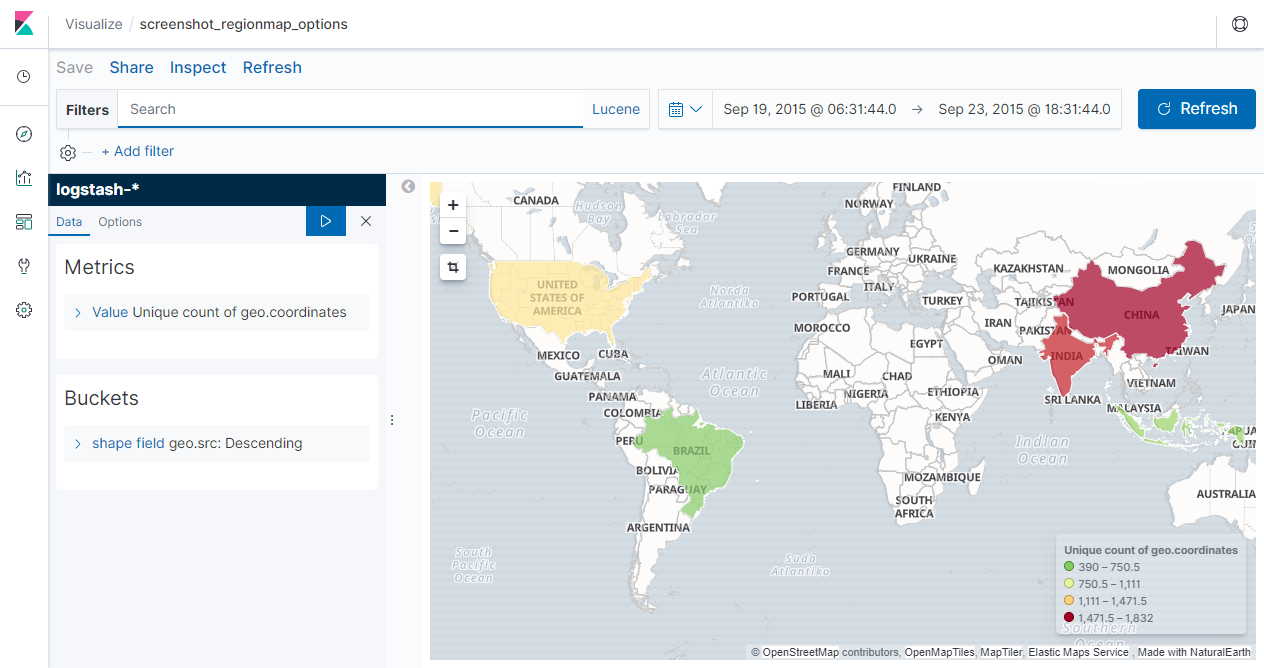 Visualize / screenshot_regionmap_options
Save Share Inspect Refresh
Filters Search Lucene Sep 19, 2015 @ 06:31:44.0 → Sep 23, 2015 @ 18:31:44.0 Refresh
+ Add filter
logstash-*
Data Options
Metrics
Value Unique count of geo.coordinates
Buckets
shape field geo.src: Descending
+
−
FINLAND
CANADA
NORWAY
Hudson
Bay
Labrador
Sea
GERMANY
UKRAINE
FRANCE
KAZAKHSTAN
MONGOLIA
UNITED
STATES OF
AMERICA
ITALY
Norda
Atlantiko
PORTUGAL
TURKEY
TAJIKISTAN
JAPAN
CHINA
MOROCCO
IRAN
PAKISTAN
EGYPT
MEXICO
CUBA
OMAN
INDIA
TAIWAN
GUATEMALA
Atlantic
Ocean
MALI
CHAD
VIETNAM
PANAMA
NIGERIA
ETHIOPIA
SRI LANKA
LIBERIA
MALAYSIA
COLOMBIA
Pacific
Ocean
KENYA
PERU
BRAZIL
Indian
Ocean
BOLIVIA
MOZAMBIQUE
PARAGUAY
AUSTRALIA
SOUTH
AFRICA
ARGENTINA
South
Pacific
Ocean
Suda
Atlantiko
Unique count of geo.coordinates
390 – 750.5
750.5 – 1,111
1,111 – 1,471.5
1,471.5 – 1,832
Southern
Ocean
© OpenStreetMap contributors, OpenMapTiles, MapTiler, Elastic Maps Service , Made with NaturalEarth